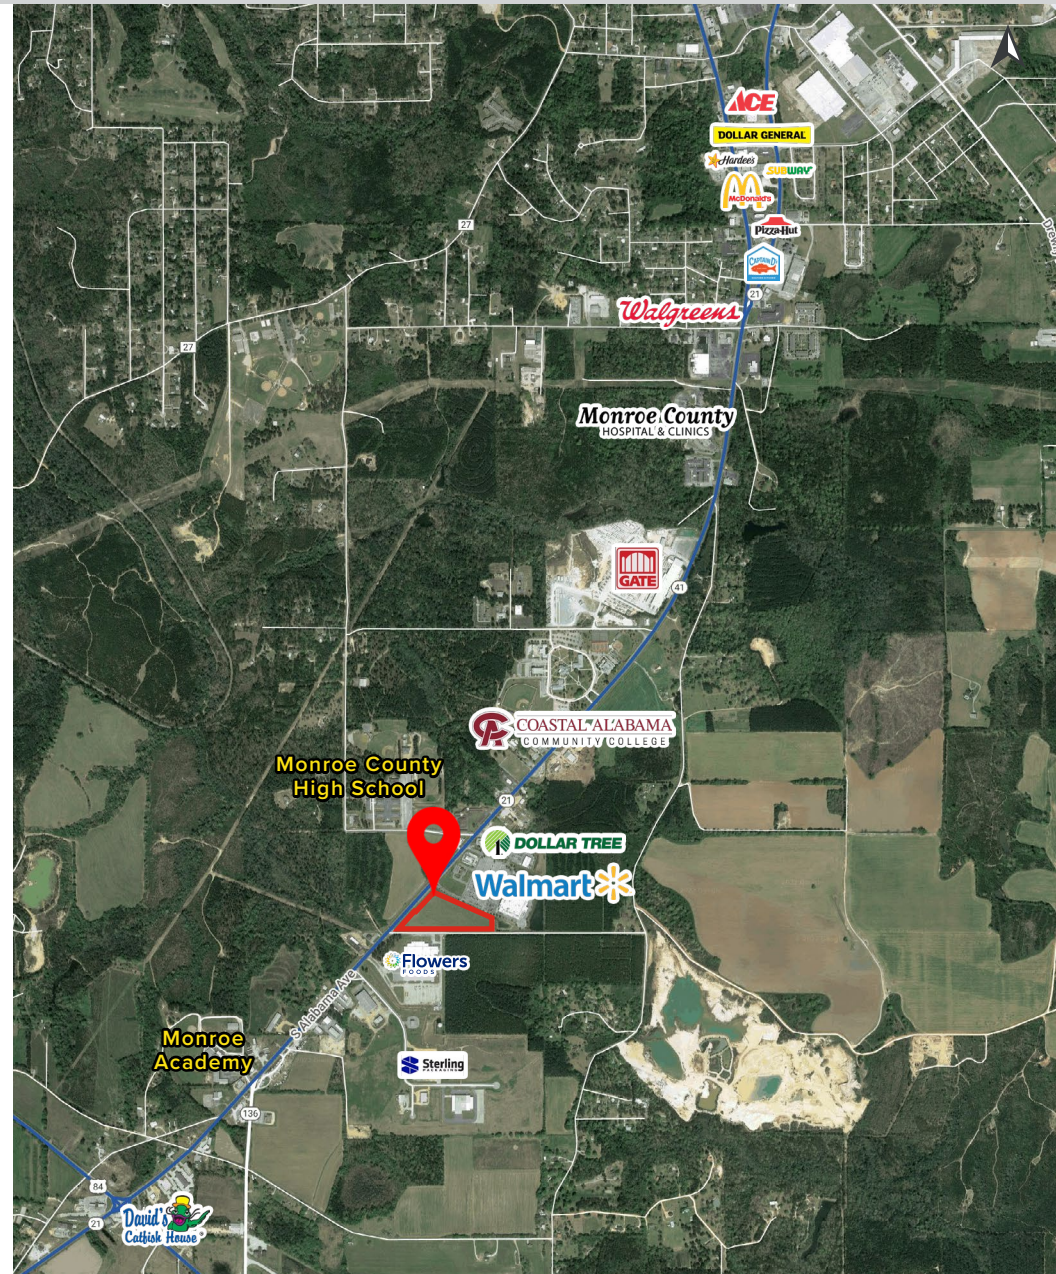 ACE
DOLLAR GENERAL
Hardee's
SUBWAY
McDonald's
Pizza Hut
27
CAPTAIN D's
21
Walgreens
27
Monroe County
HOSPITAL & CLINICS
GATE
41
COASTAL ALABAMA
COMMUNITY COLLEGE
Monroe County
High School
21
DOLLAR TREE
Walmart
Flowers
FOODS
S Alabama Ave
Monroe
Academy
Sterling
PACKAGING
136
84
21
David's
Catfish House